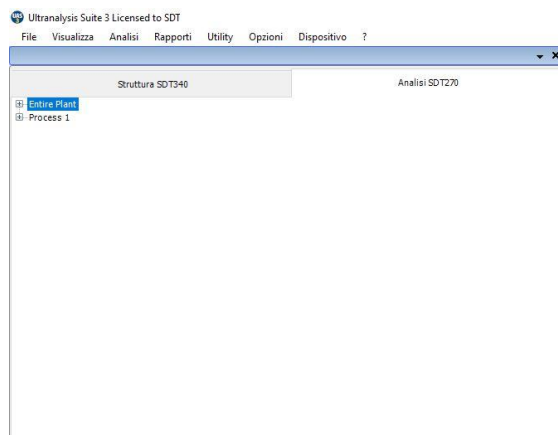 Ultranalysis Suite 3 Licensed to SDT
File Visualizza Analisi Rapporti Utility Opzioni Dispositivo ?
Struttura SDT340 Analisi SDT270
Entire Plant
Process 1